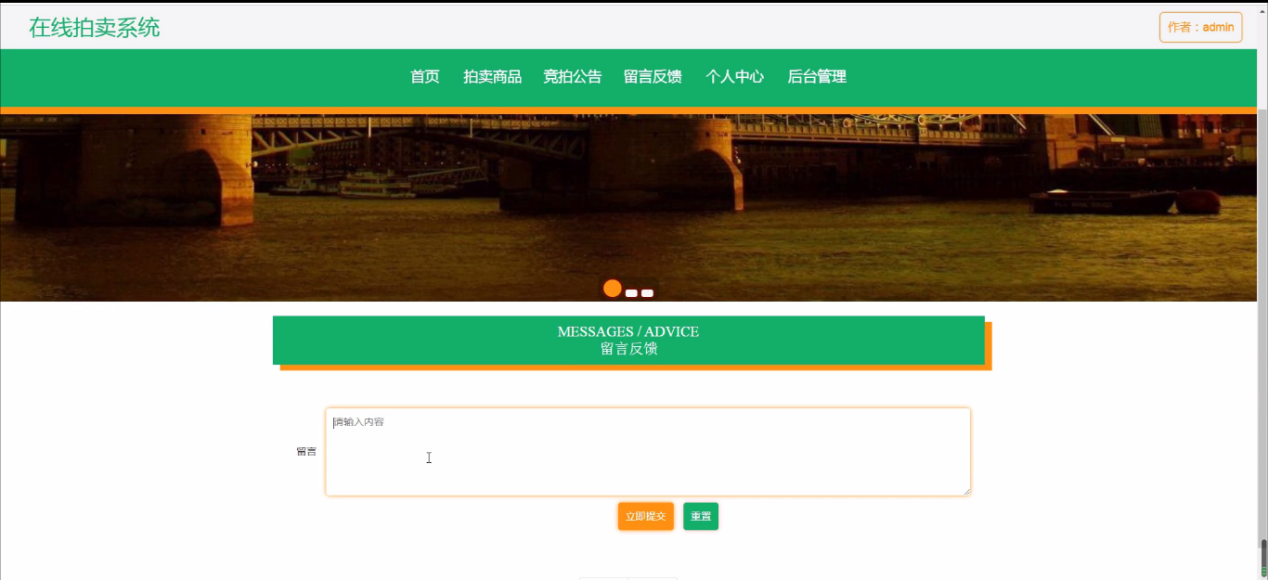 在线拍卖系统
作者：admin
首页 拍卖商品 竞拍公告 留言反馈 个人中心 后台管理
MESSAGES / ADVICE
留言反馈
请输入内容
留言
立即提交 重置